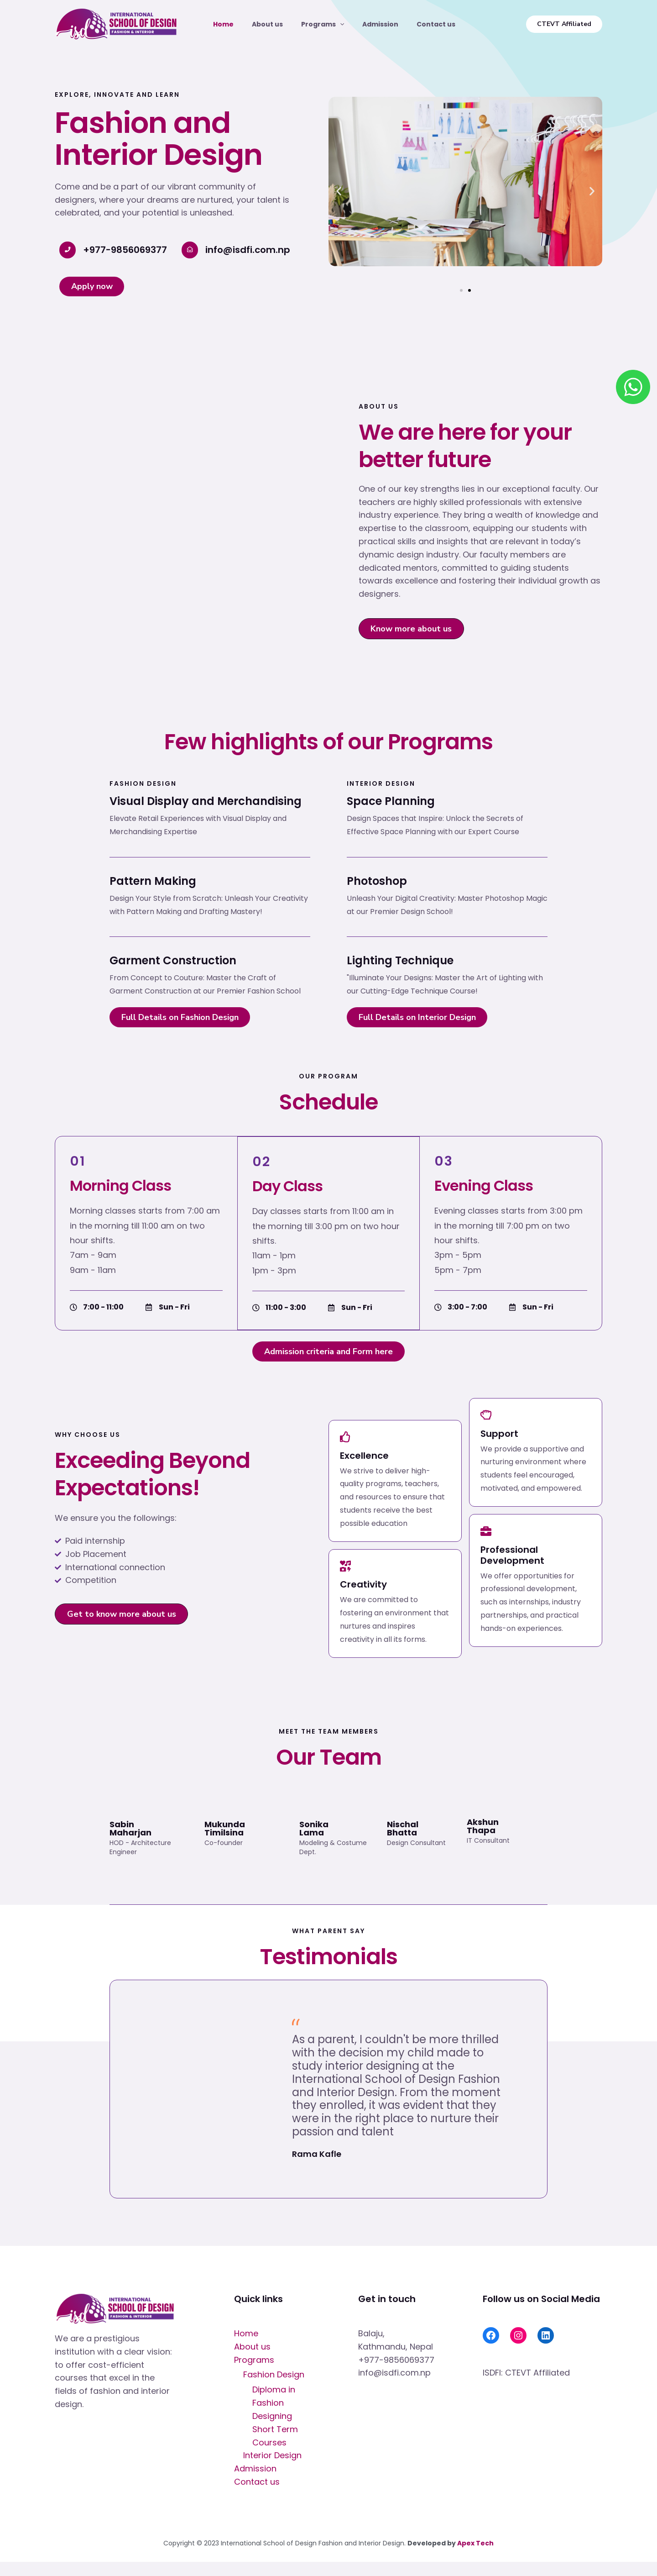 INTERNATIONAL
SCHOOL OF DESIGN
FASHION & INTERIOR
Home
About us
Programs
Admission
Contact us
CTEVT Affiliated
EXPLORE, INNOVATE AND LEARN
Fashion and
Interior Design
Come and be a part of our vibrant community of
designers, where your dreams are nurtured, your talent is
celebrated, and your potential is unleashed.
+977-9856069377
info@isdfi.com.np
Apply now
ABOUT US
We are here for your
better future
One of our key strengths lies in our exceptional faculty. Our
teachers are highly skilled professionals with extensive
industry experience. They bring a wealth of knowledge and
expertise to the classroom, equipping our students with
practical skills and insights that are relevant in today's
dynamic design industry. Our faculty members are
dedicated mentors, committed to guiding students
towards excellence and fostering their individual growth as
designers.
Know more about us
Few highlights of our Programs
FASHION DESIGN
Visual Display and Merchandising
Elevate Retail Experiences with Visual Display and
Merchandising Expertise
Pattern Making
Design Your Style from Scratch: Unleash Your Creativity
with Pattern Making and Drafting Mastery!
Garment Construction
From Concept to Couture: Master the Craft of
Garment Construction at our Premier Fashion School
Full Details on Fashion Design
INTERIOR DESIGN
Space Planning
Design Spaces that Inspire: Unlock the Secrets of
Effective Space Planning with our Expert Course
Photoshop
Unleash Your Digital Creativity: Master Photoshop Magic
at our Premier Design School!
Lighting Technique
"Illuminate Your Designs: Master the Art of Lighting with
our Cutting-Edge Technique Course!
Full Details on Interior Design
OUR PROGRAM
Schedule
01
Morning Class
Morning classes starts from 7:00 am
in the morning till 11:00 am on two
hour shifts.
7am - 9am
9am - 11am
7:00 - 11:00
Sun - Fri
02
Day Class
Day classes starts from 11:00 am in
the morning till 3:00 pm on two hour
shifts.
11am - 1pm
1pm - 3pm
11:00 - 3:00
Sun - Fri
03
Evening Class
Evening classes starts from 3:00 pm
in the morning till 7:00 pm on two
hour shifts.
3pm - 5pm
5pm - 7pm
3:00 - 7:00
Sun - Fri
Admission criteria and Form here
WHY CHOOSE US
Exceeding Beyond
Expectations!
We ensure you the followings:
Paid internship
Job Placement
International connection
Competition
Get to know more about us
Excellence
We strive to deliver high-
quality programs, teachers,
and resources to ensure that
students receive the best
possible education
Creativity
We are committed to
fostering an environment that
nurtures and inspires
creativity in all its forms.
Support
We provide a supportive and
nurturing environment where
students feel encouraged,
motivated, and empowered.
Professional
Development
We offer opportunities for
professional development,
such as internships, industry
partnerships, and practical
hands-on experiences.
MEET THE TEAM MEMBERS
Our Team
Sabin
Maharjan
HOD - Architecture
Engineer
Mukunda
Timilsina
Co-founder
Sonika
Lama
Modeling & Costume
Dept.
Nischal
Bhatta
Design Consultant
Akshun
Thapa
IT Consultant
WHAT PARENT SAY
Testimonials
“
As a parent, I couldn't be more thrilled
with the decision my child made to
study interior designing at the
International School of Design Fashion
and Interior Design. From the moment
they enrolled, it was evident that they
were in the right place to nurture their
passion and talent
Rama Kafle
INTERNATIONAL
SCHOOL OF DESIGN
FASHION & INTERIOR
We are a prestigious
institution with a clear vision:
to offer cost-efficient
courses that excel in the
fields of fashion and interior
design.
Quick links
Home
About us
Programs
Fashion Design
Diploma in
Fashion
Designing
Short Term
Courses
Interior Design
Admission
Contact us
Get in touch
Balaju,
Kathmandu, Nepal
+977-9856069377
info@isdfi.com.np
Follow us on Social Media
ISDFI: CTEVT Affiliated
Copyright © 2023 International School of Design Fashion and Interior Design. Developed by Apex Tech